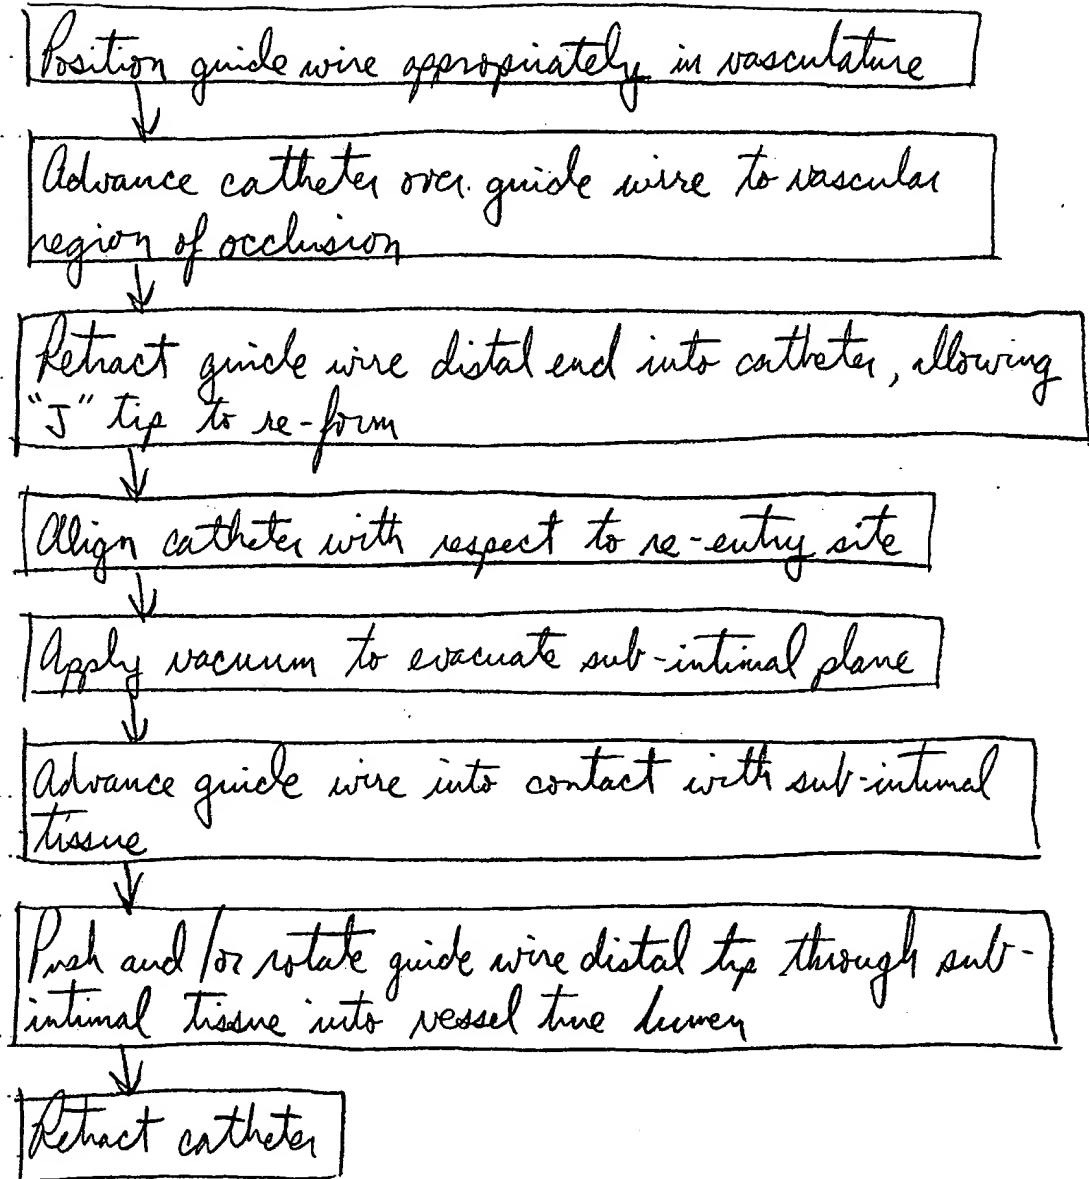 Position guide wire appropriately in vasculature
Advance catheter over guide wire to vascular
region of occlusion
Retract guide wire distal end into catheter, allowing
"J" tip to re-form
Align catheter with respect to re-entry site
Apply vacuum to evacuate sub-intimal plane
Advance guide wire into contact with sub-intimal
tissue
Push and/or rotate guide wire distal tip through sub-
intimal tissue into vessel true lumen
Retract catheter